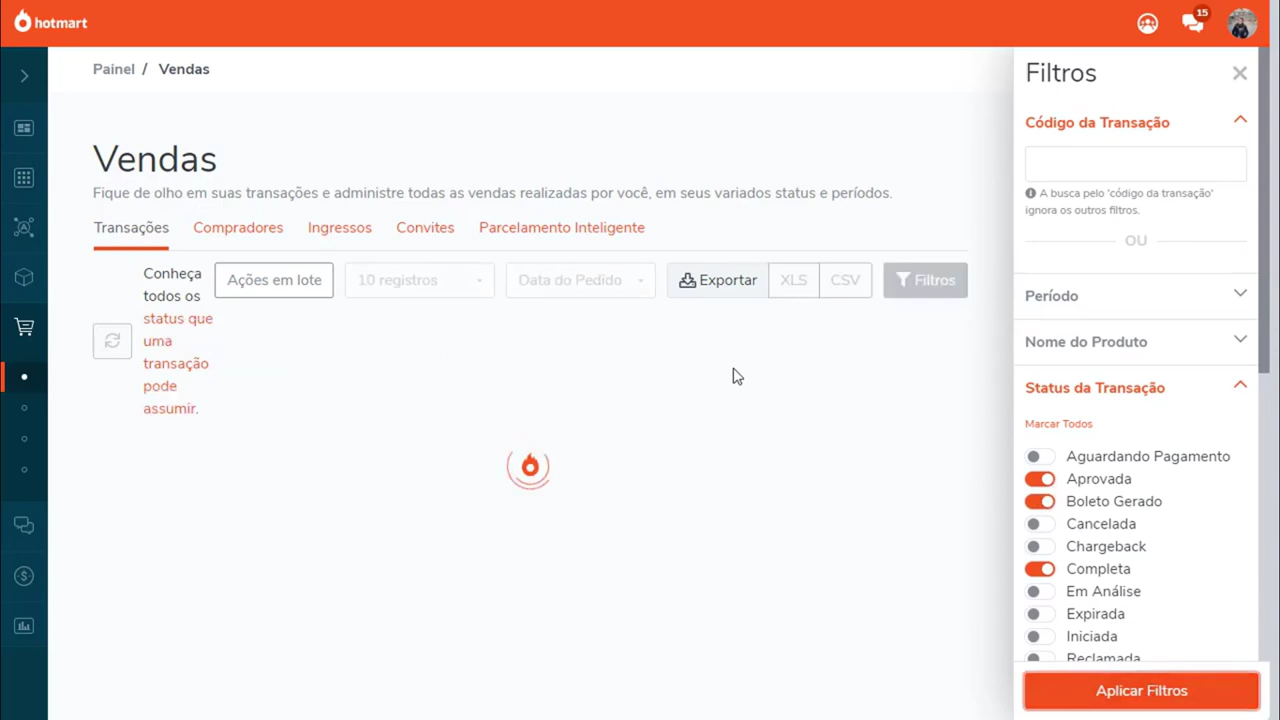 hotmart
15
Painel / Vendas
Vendas
Fique de olho em suas transações e administre todas as vendas realizadas por você, em seus variados status e períodos.
Transações Compradores Ingressos Convites Parcelamento Inteligente
Conheça
todos os
status que
uma
transação
pode
assumir.
Ações em lote 10 registros Data do Pedido Exportar XLS CSV Filtros
Filtros
Código da Transação
A busca pelo 'código da transação'
ignora os outros filtros.
OU
Período
Nome do Produto
Status da Transação
Marcar Todos
Aguardando Pagamento
Aprovada
Boleto Gerado
Cancelada
Chargeback
Completa
Em Análise
Expirada
Iniciada
Reclamada
Aplicar Filtros